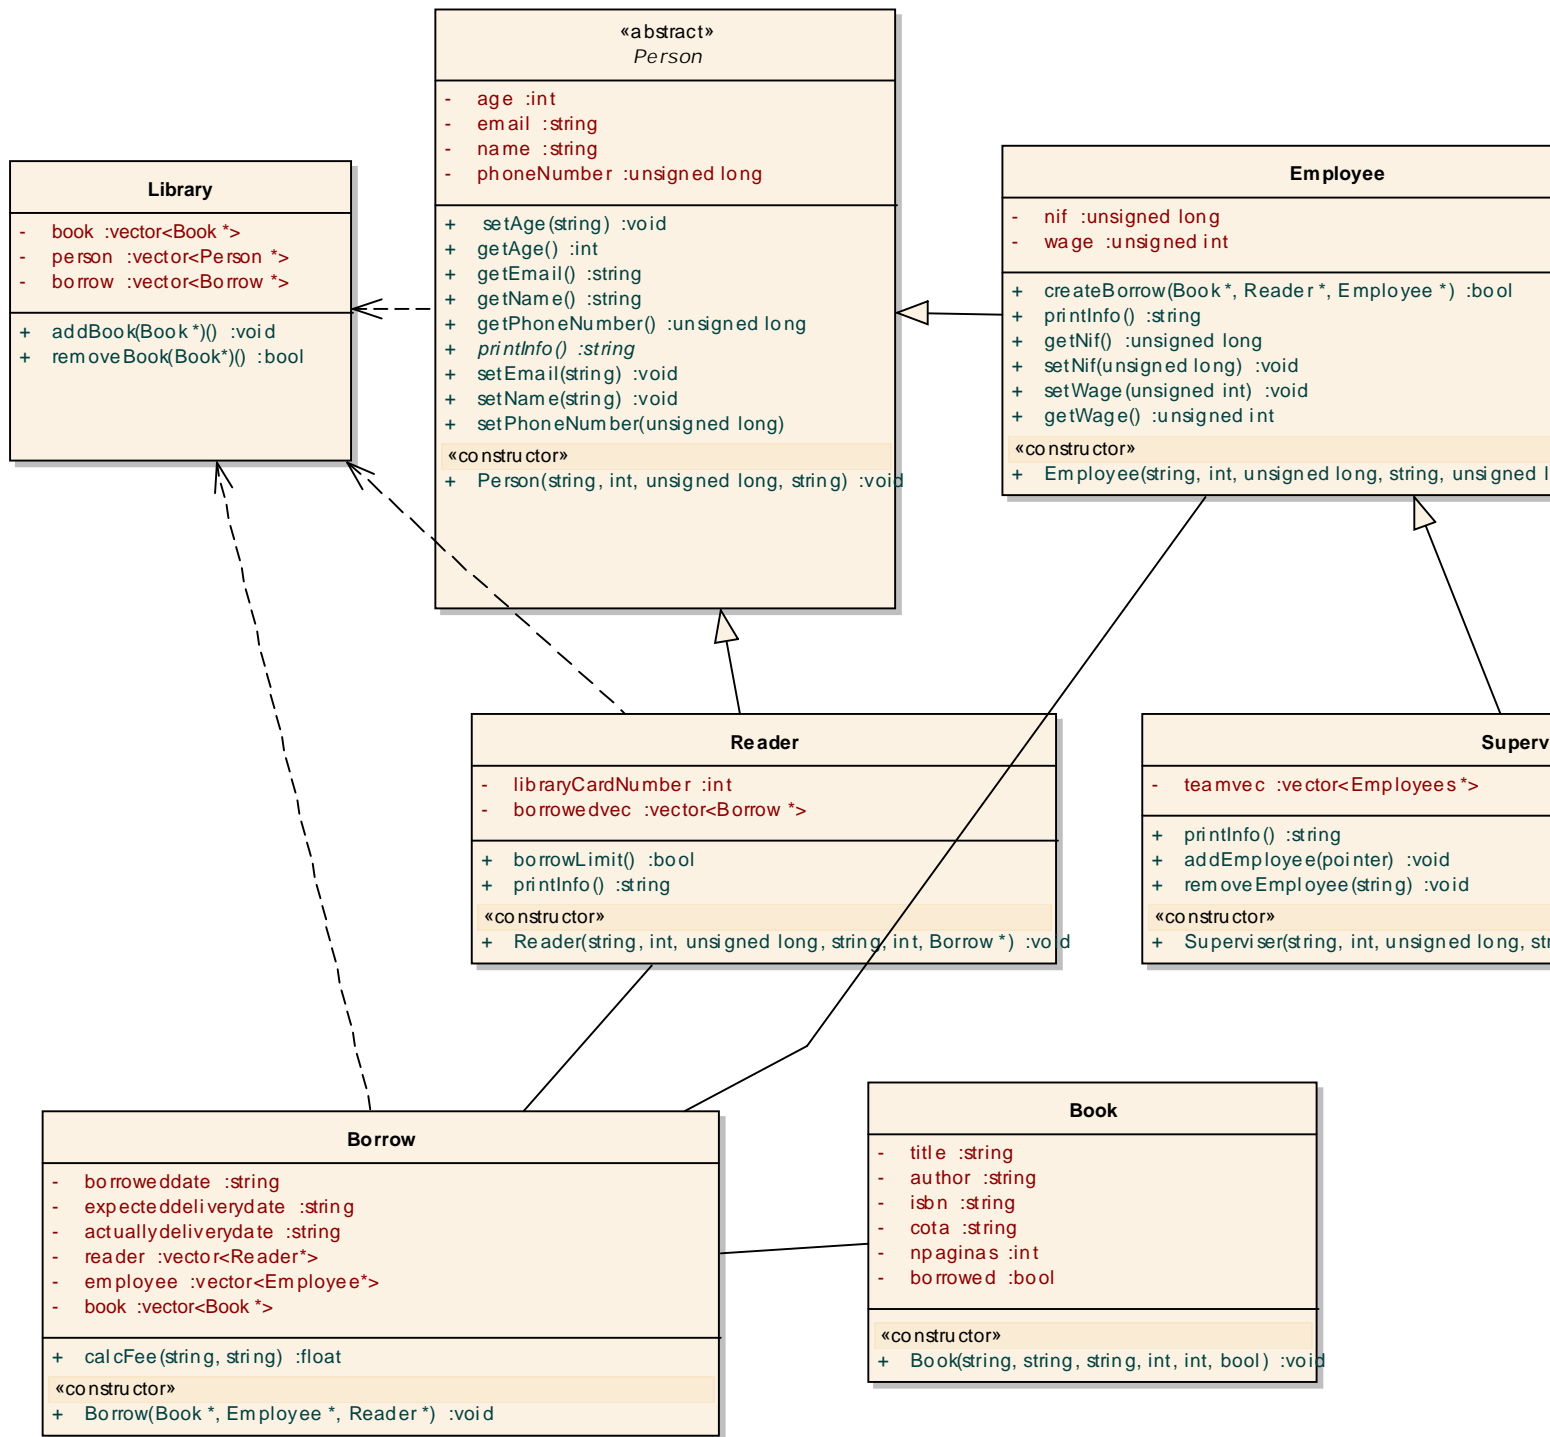 «abstract»
Person
- age :int
- email :string
- name :string
- phoneNumber :unsigned long
+ setAge(string) :void
+ getAge() :int
+ getEmail() :string
+ getName() :string
+ getPhoneNumber() :unsigned long
+ printInfo() :string
+ setEmail(string) :void
+ setName(string) :void
+ setPhoneNumber(unsigned long)
«constructor»
+ Person(string, int, unsigned long, string) :void
Library
- book :vector<Book *>
- person :vector<Person *>
- borrow :vector<Borrow *>
+ addBook(Book *)() :void
+ removeBook(Book*)() :bool
Employee
- nif :unsigned long
- wage :unsigned int
+ createBorrow(Book *, Reader *, Employee *) :bool
+ printInfo() :string
+ getNif() :unsigned long
+ setNif(unsigned long) :void
+ setWage(unsigned int) :void
+ getWage() :unsigned int
«constructor»
+ Employee(string, int, unsigned long, string, unsigned l
Reader
- libraryCardNumber :int
- borrowedvec :vector<Borrow *>
+ borrowLimit() :bool
+ printInfo() :string
«constructor»
+ Reader(string, int, unsigned long, string, int, Borrow *) :void
Superv
- teamvec :vector<Employees *>
+ printInfo() :string
+ addEmployee(pointer) :void
+ removeEmployee(string) :void
«constructor»
+ Superviser(string, int, unsigned long, str
Borrow
- borroweddate :string
- expecteddeliverydate :string
- actuallydeliverydate :string
- reader :vector<Reader*>
- employee :vector<Employee*>
- book :vector<Book *>
+ calcFee(string, string) :float
«constructor»
+ Borrow(Book *, Employee *, Reader *) :void
Book
- title :string
- author :string
- isbn :string
- cota :string
- npaginas :int
- borrowed :bool
«constructor»
+ Book(string, string, string, int, int, bool) :void